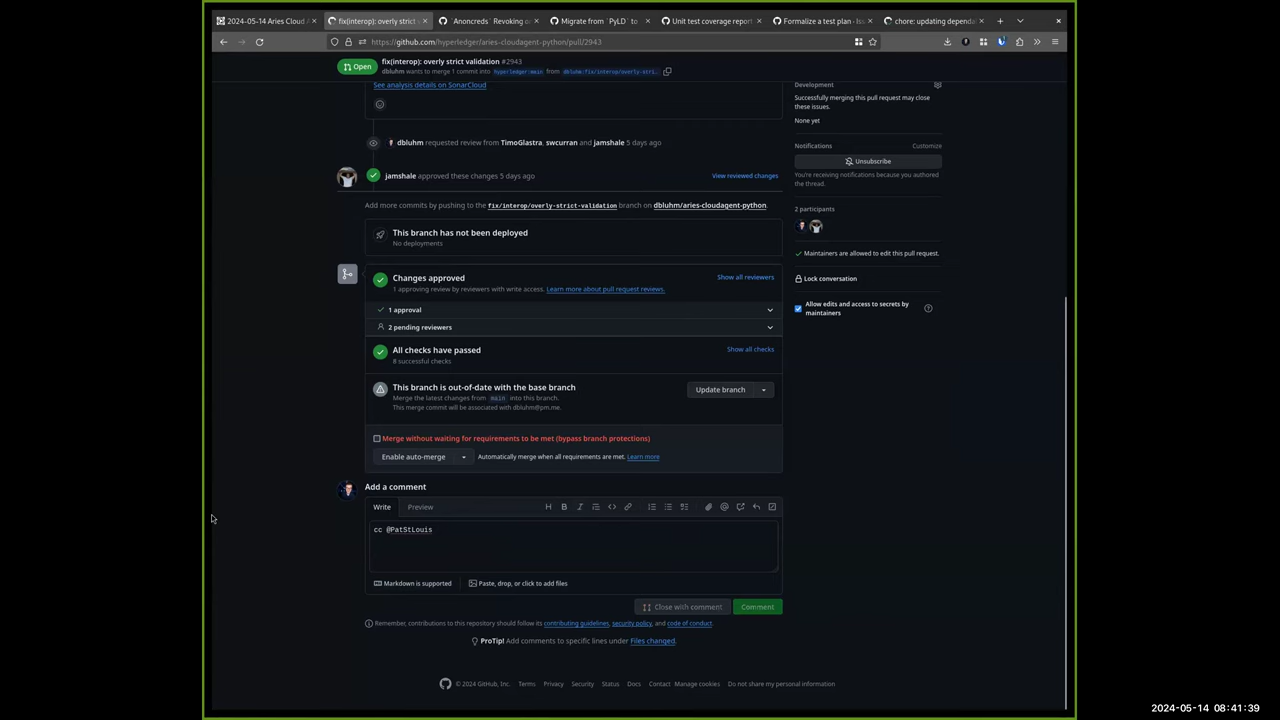 2024-05-14 Aries Cloud A
fix(interop): overly strict v
`Anoncreds` Revoking o
Migrate from `PyLD` to
Unit test coverage report
Formalize a test plan · Iss
chore: updating dependa
https://github.com/hyperledger/aries-cloudagent-python/pull/2943
Open
fix(interop): overly strict validation #2943
dbluhm wants to merge 1 commit into hyperledger:main from dbluhm:fix/interop/overly-stri…
See analysis details on SonarCloud
dbluhm requested review from TimoGlastra, swcurran and jamshale 5 days ago
jamshale approved these changes 5 days ago
View reviewed changes
Add more commits by pushing to the fix/interop/overly-strict-validation branch on dbluhm/aries-cloudagent-python.
This branch has not been deployed
No deployments
Changes approved
Show all reviewers
1 approving review by reviewers with write access. Learn more about pull request reviews.
1 approval
2 pending reviewers
All checks have passed
Show all checks
8 successful checks
This branch is out-of-date with the base branch
Merge the latest changes from main into this branch.
This merge commit will be associated with dbluhm@pm.me.
Update branch
Merge without waiting for requirements to be met (bypass branch protections)
Enable auto-merge
Automatically merge when all requirements are met. Learn more
Add a comment
Write
Preview
cc @PatStLouis
Markdown is supported
Paste, drop, or click to add files
Close with comment
Comment
Remember, contributions to this repository should follow its contributing guidelines, security policy, and code of conduct.
ProTip! Add comments to specific lines under Files changed.
Development
Successfully merging this pull request may close
these issues.
None yet
Notifications
Customize
Unsubscribe
You're receiving notifications because you authored
the thread.
2 participants
Maintainers are allowed to edit this pull request.
Lock conversation
Allow edits and access to secrets by
maintainers
© 2024 GitHub, Inc.
Terms
Privacy
Security
Status
Docs
Contact
Manage cookies
Do not share my personal information
2024-05-14 08:41:39